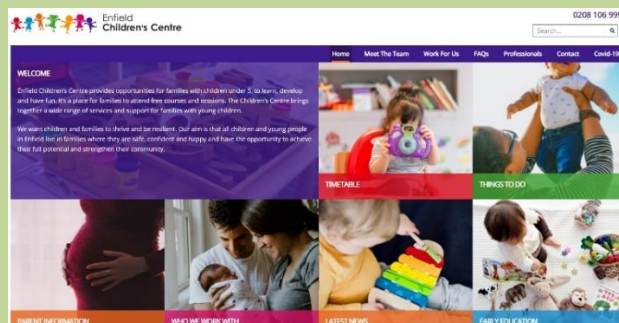 Enfield
Children's Centre
0208 106 995
Search...
Home Meet The Team Work For Us FAQs Professionals Contact Covid-19
WELCOME
Enfield Children's Centre provides opportunities for families with children under 5, to learn, develop
and have fun. It's a place for families to attend free courses and sessions. The Children's Centre brings
together a wide range of services and support for families with young children.
We want children and families to thrive and be resilient. Our aim is that all children and young people
in Enfield live in families where they are safe, confident and happy and have the opportunity to achieve
their full potential and strengthen their community.
TIMETABLE
THINGS TO DO
PARENT INFORMATION
WHO WE WORK WITH
LATEST NEWS
EARLY EDUCATION